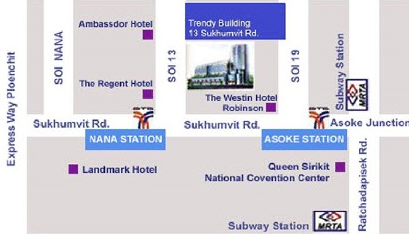 Ambassdor Hotel
Trendy Building
13 Sukhumvit Rd.
SOI NANA
SOI 13
SOI 19
Subway Station
MRTA
Express Way Ploenchit
The Regent Hotel
The Westin Hotel
Robinson
BTS
BTS
Sukhumvit Rd.
Sukhumvit Rd.
Asoke Junction
NANA STATION
ASOKE STATION
Landmark Hotel
Queen Sirikit
National Covention Center
Ratchadapisek Rd.
Subway Station
MRTA